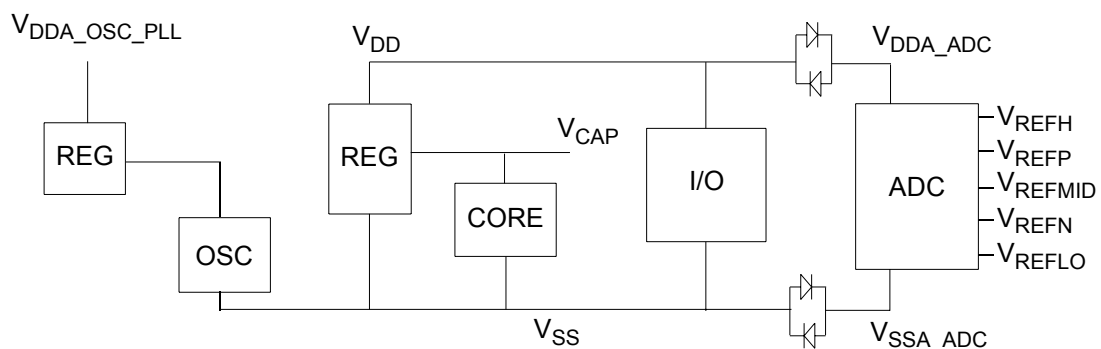 VDDA_OSC_PLL
VDD
VDDA_ADC
REG
REG
VCAP
CORE
I/O
ADC
VREFH
VREFP
VREFMID
VREFN
VREFLO
OSC
VSS
VSSA_ADC